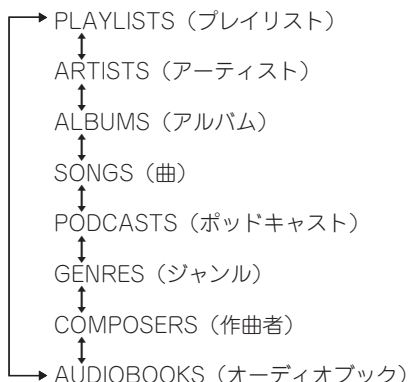 PLAYLISTS（プレイリスト）
ARTISTS（アーティスト）
ALBUMS（アルバム）
SONGS（曲）
PODCASTS（ポッドキャスト）
GENRES（ジャンル）
COMPOSERS（作曲者）
AUDIOBOOKS（オーディオブック）